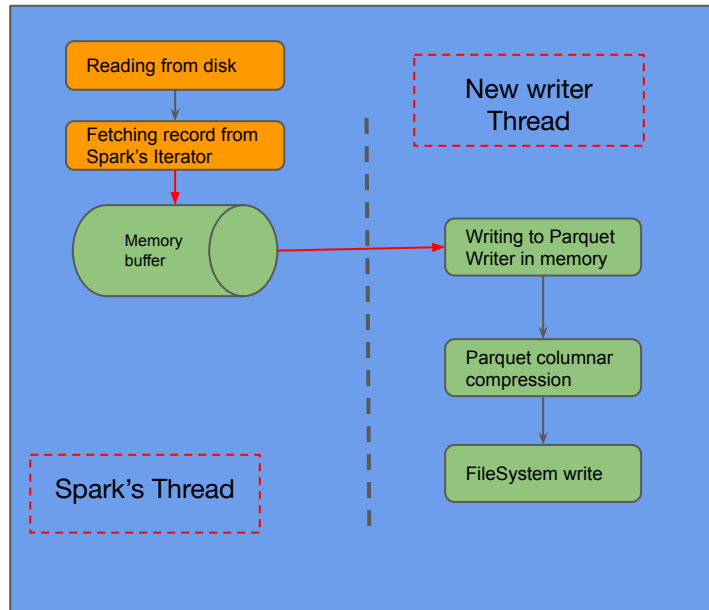 Reading from disk
Fetching record from
Spark's Iterator
Memory
buffer
Spark's Thread
New writer
Thread
Writing to Parquet
Writer in memory
Parquet columnar
compression
FileSystem write